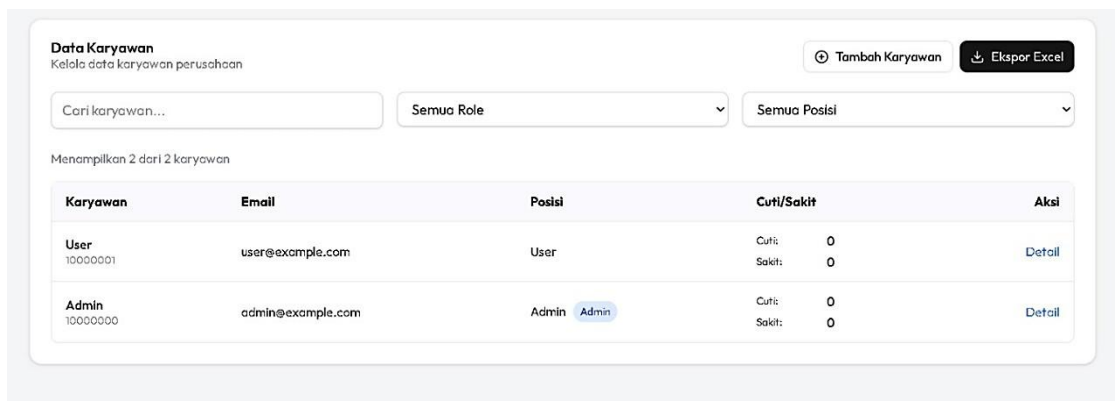 Data Karyawan
Kelola data karyawan perusahaan
Tambah Karyawan
Ekspor Excel
Cari karyawan...
Semua Role
Semua Posisi
Menampilkan 2 dari 2 karyawan
Karyawan Email Posisi Cuti/Sakit Aksi
User
10000001
user@example.com
User
Cuti: 0
Sakit: 0
Detail
Admin
10000000
admin@example.com
Admin Admin
Cuti: 0
Sakit: 0
Detail